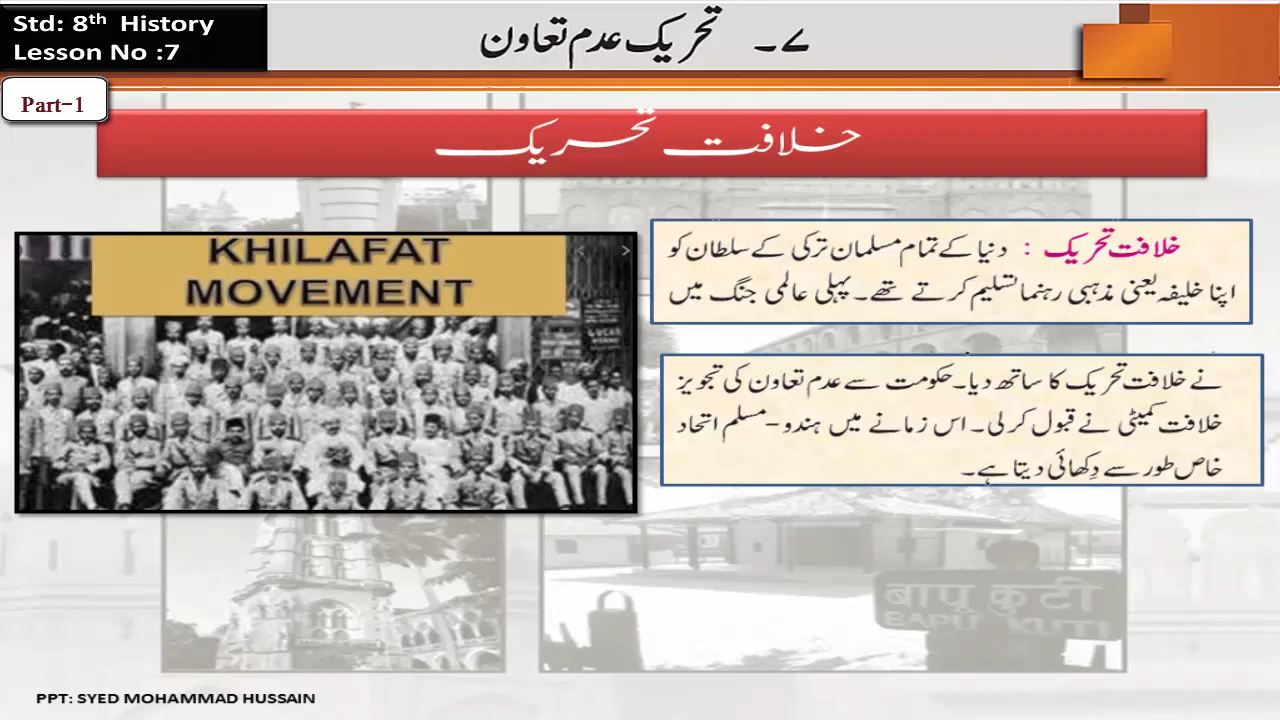 Std: 8th History
Lesson No :7
۷۔ تحریک عدم تعاون
Part-1
خلافت تحریک
KHILAFAT
MOVEMENT
خلافت تحریک : دنیا کے تمام مسلمان ترکی کے سلطان کو
اپنا خلیفہ یعنی مذہبی رہنما تسلیم کرتے تھے۔ پہلی عالمی جنگ میں
نے خلافت تحریک کا ساتھ دیا۔ حکومت سے عدم تعاون کی تجویز
خلافت کمیٹی نے قبول کرلی۔ اس زمانے میں ہندو-مسلم اتحاد
خاص طور سے دِکھائی دیتا ہے۔
बापू कुटी
BAPU KUTI
PPT: SYED MOHAMMAD HUSSAIN